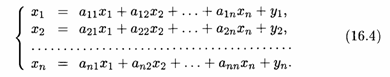 x₁ = a₁₁x₁ + a₁₂x₂ + . . . + a₁ₙxₙ + y₁,
x₂ = a₂₁x₁ + a₂₂x₂ + . . . + a₂ₙxₙ + y₂,
. . . . . . . . . . . . . . . . . . . . . . . . . . . . . . . . . . . . . . . (16.4)
xₙ = aₙ₁x₁ + aₙ₂x₂ + . . . + aₙₙxₙ + yₙ.